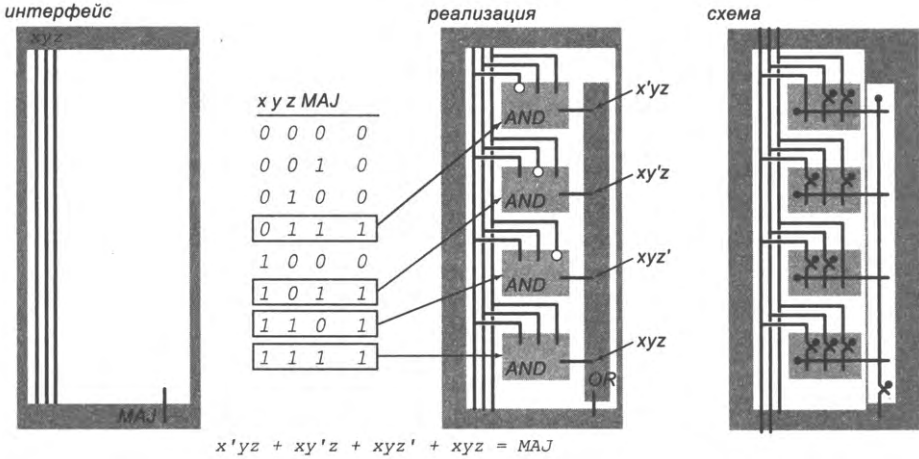 интерфейс
реализация
схема
xyz
MAJ
x y z MAJ
0 0 0 0
0 0 1 0
0 1 0 0
0 1 1 1
1 0 0 0
1 0 1 1
1 1 0 1
1 1 1 1
AND
AND
AND
AND
OR
x'yz
xy'z
xyz'
xyz
x'yz + xy'z + xyz' + xyz = MAJ